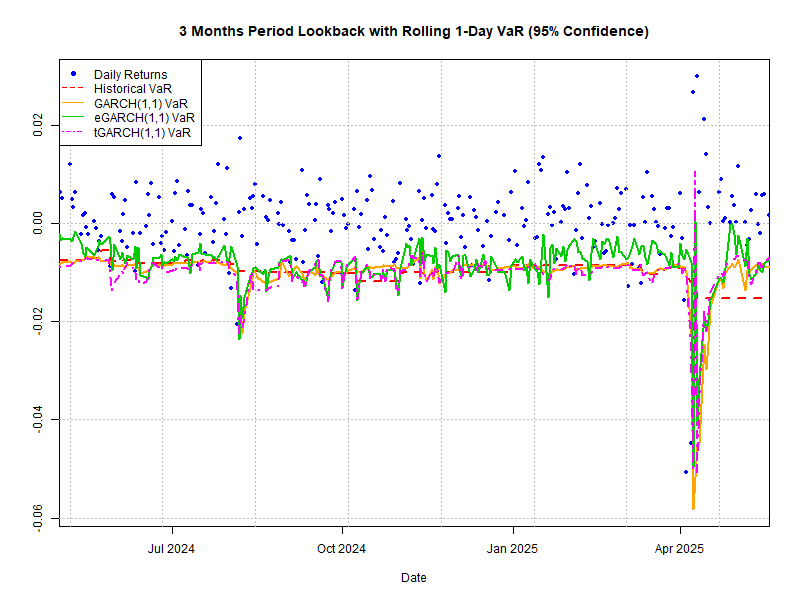 3 Months Period Lookback with Rolling 1-Day VaR (95% Confidence)
Daily Returns
Historical VaR
GARCH(1,1) VaR
eGARCH(1,1) VaR
tGARCH(1,1) VaR
0.02
0.00
-0.02
-0.04
-0.06
Jul 2024
Oct 2024
Jan 2025
Apr 2025
Date